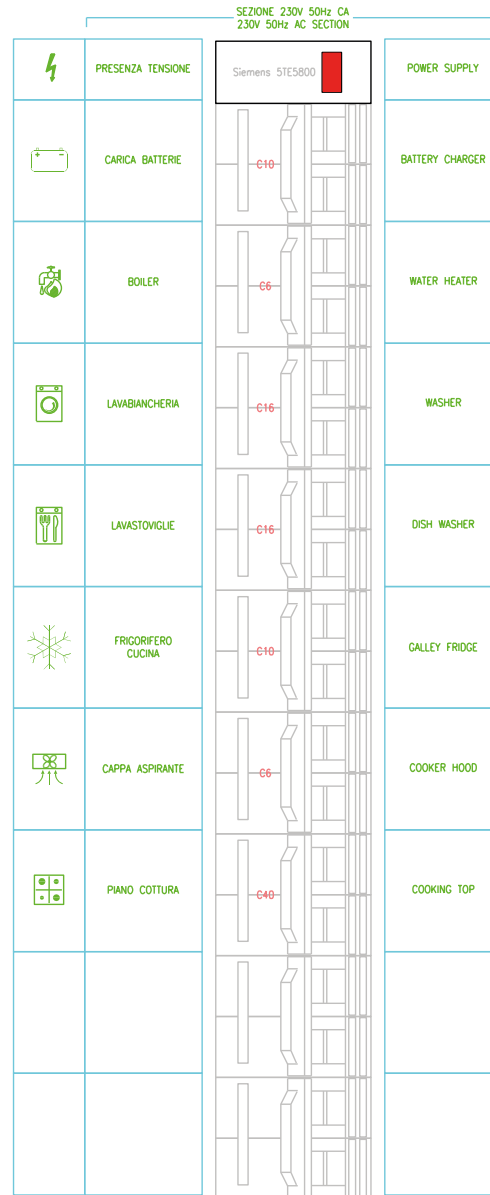 SEZIONE 230V 50Hz CA
230V 50Hz AC SECTION
PRESENZA TENSIONE
Siemens 5TE5800
POWER SUPPLY
CARICA BATTERIE
C10
BATTERY CHARGER
BOILER
C6
WATER HEATER
LAVABIANCHERIA
C16
WASHER
LAVASTOVIGLIE
C16
DISH WASHER
FRIGORIFERO
CUCINA
C10
GALLEY FRIDGE
CAPPA ASPIRANTE
C6
COOKER HOOD
PIANO COTTURA
C40
COOKING TOP